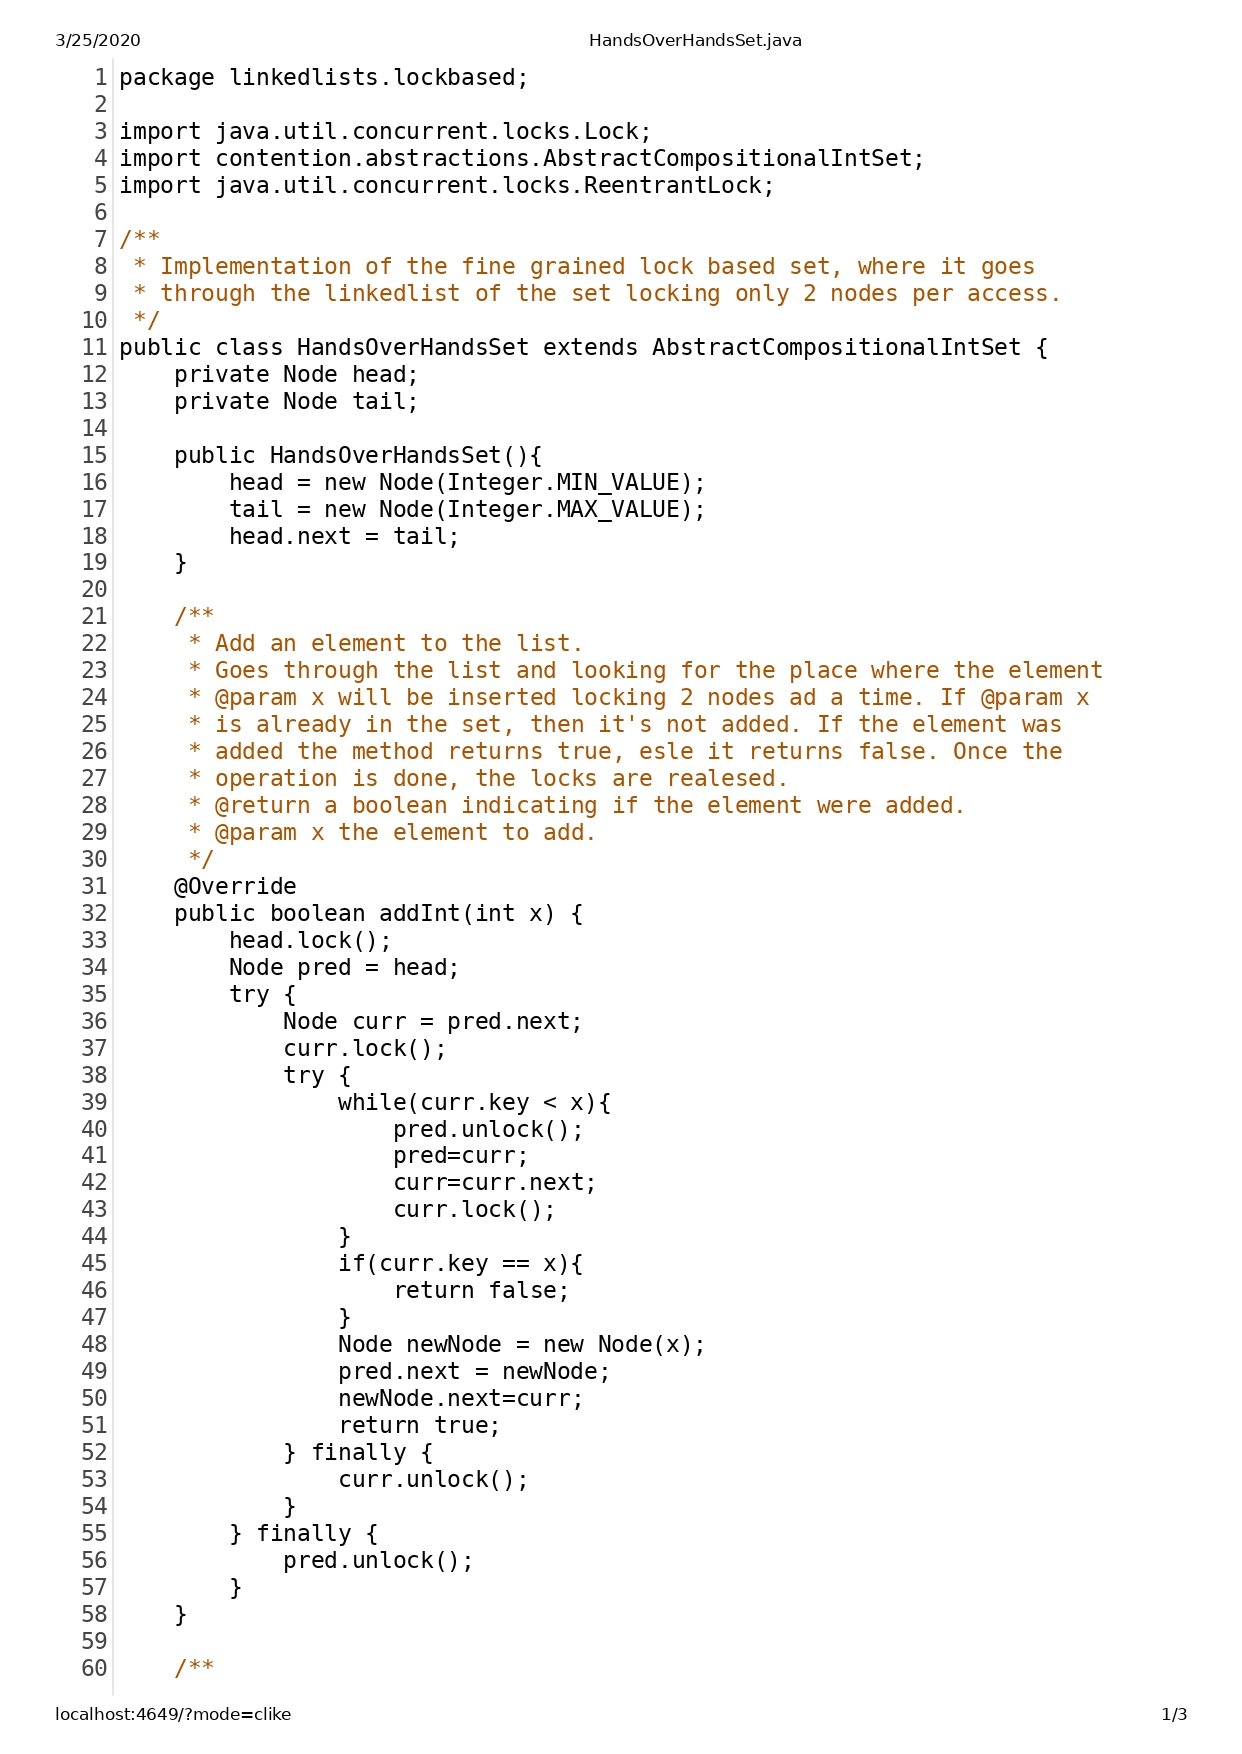 3/25/2020 HandsOverHandsSet.java
1 package linkedlists.lockbased;
2
3 import java.util.concurrent.locks.Lock;
4 import contention.abstractions.AbstractCompositionalIntSet;
5 import java.util.concurrent.locks.ReentrantLock;
6
7 /**
8  * Implementation of the fine grained lock based set, where it goes
9  * through the linkedlist of the set locking only 2 nodes per access.
10  */
11 public class HandsOverHandsSet extends AbstractCompositionalIntSet {
12     private Node head;
13     private Node tail;
14
15     public HandsOverHandsSet(){
16         head = new Node(Integer.MIN_VALUE);
17         tail = new Node(Integer.MAX_VALUE);
18         head.next = tail;
19     }
20
21     /**
22      * Add an element to the list.
23      * Goes through the list and looking for the place where the element
24      * @param x will be inserted locking 2 nodes ad a time. If @param x
25      * is already in the set, then it's not added. If the element was
26      * added the method returns true, esle it returns false. Once the
27      * operation is done, the locks are realesed.
28      * @return a boolean indicating if the element were added.
29      * @param x the element to add.
30      */
31     @Override
32     public boolean addInt(int x) {
33         head.lock();
34         Node pred = head;
35         try {
36             Node curr = pred.next;
37             curr.lock();
38             try {
39                 while(curr.key < x){
40                     pred.unlock();
41                     pred=curr;
42                     curr=curr.next;
43                     curr.lock();
44                 }
45                 if(curr.key == x){
46                     return false;
47                 }
48                 Node newNode = new Node(x);
49                 pred.next = newNode;
50                 newNode.next=curr;
51                 return true;
52             } finally {
53                 curr.unlock();
54             }
55         } finally {
56             pred.unlock();
57         }
58     }
59
60     /**
localhost:4649/?mode=clike 1/3